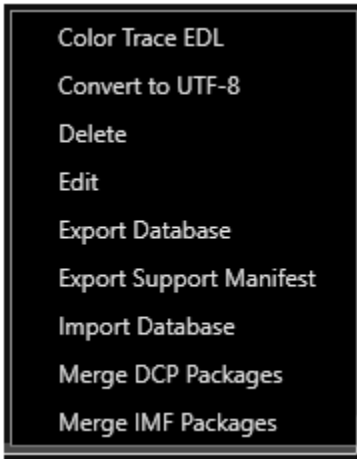 Color Trace EDL
Convert to UTF-8
Delete
Edit
Export Database
Export Support Manifest
Import Database
Merge DCP Packages
Merge IMF Packages